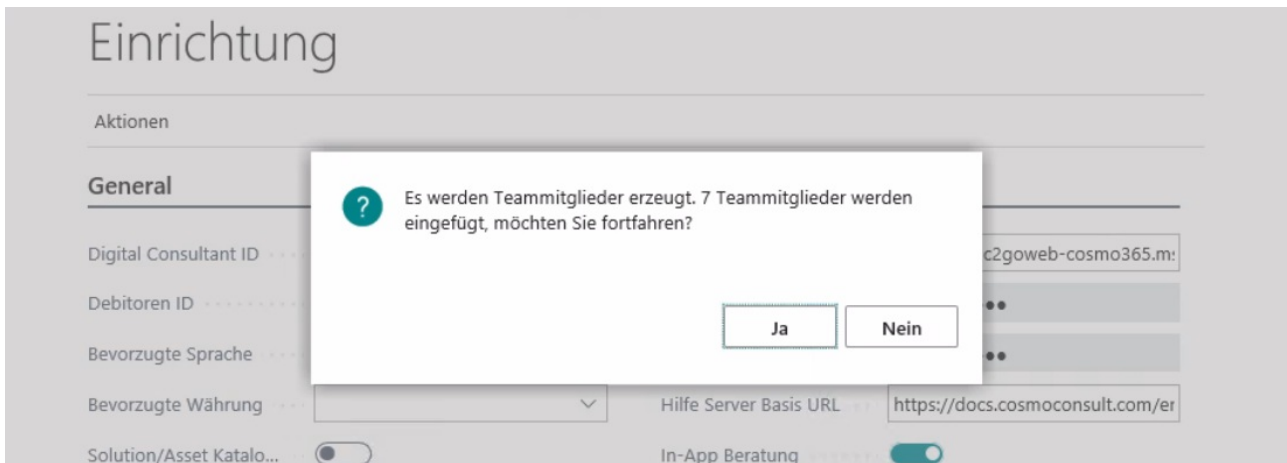 Einrichtung
Aktionen
General
Es werden Teammitglieder erzeugt. 7 Teammitglieder werden
eingefügt, möchten Sie fortfahren?
Ja Nein
Digital Consultant ID c2goweb-cosmo365.m
Debitoren ID
Bevorzugte Sprache
Bevorzugte Währung Hilfe Server Basis URL https://docs.cosmoconsult.com/er
Solution/Asset Katalo... In-App Beratung